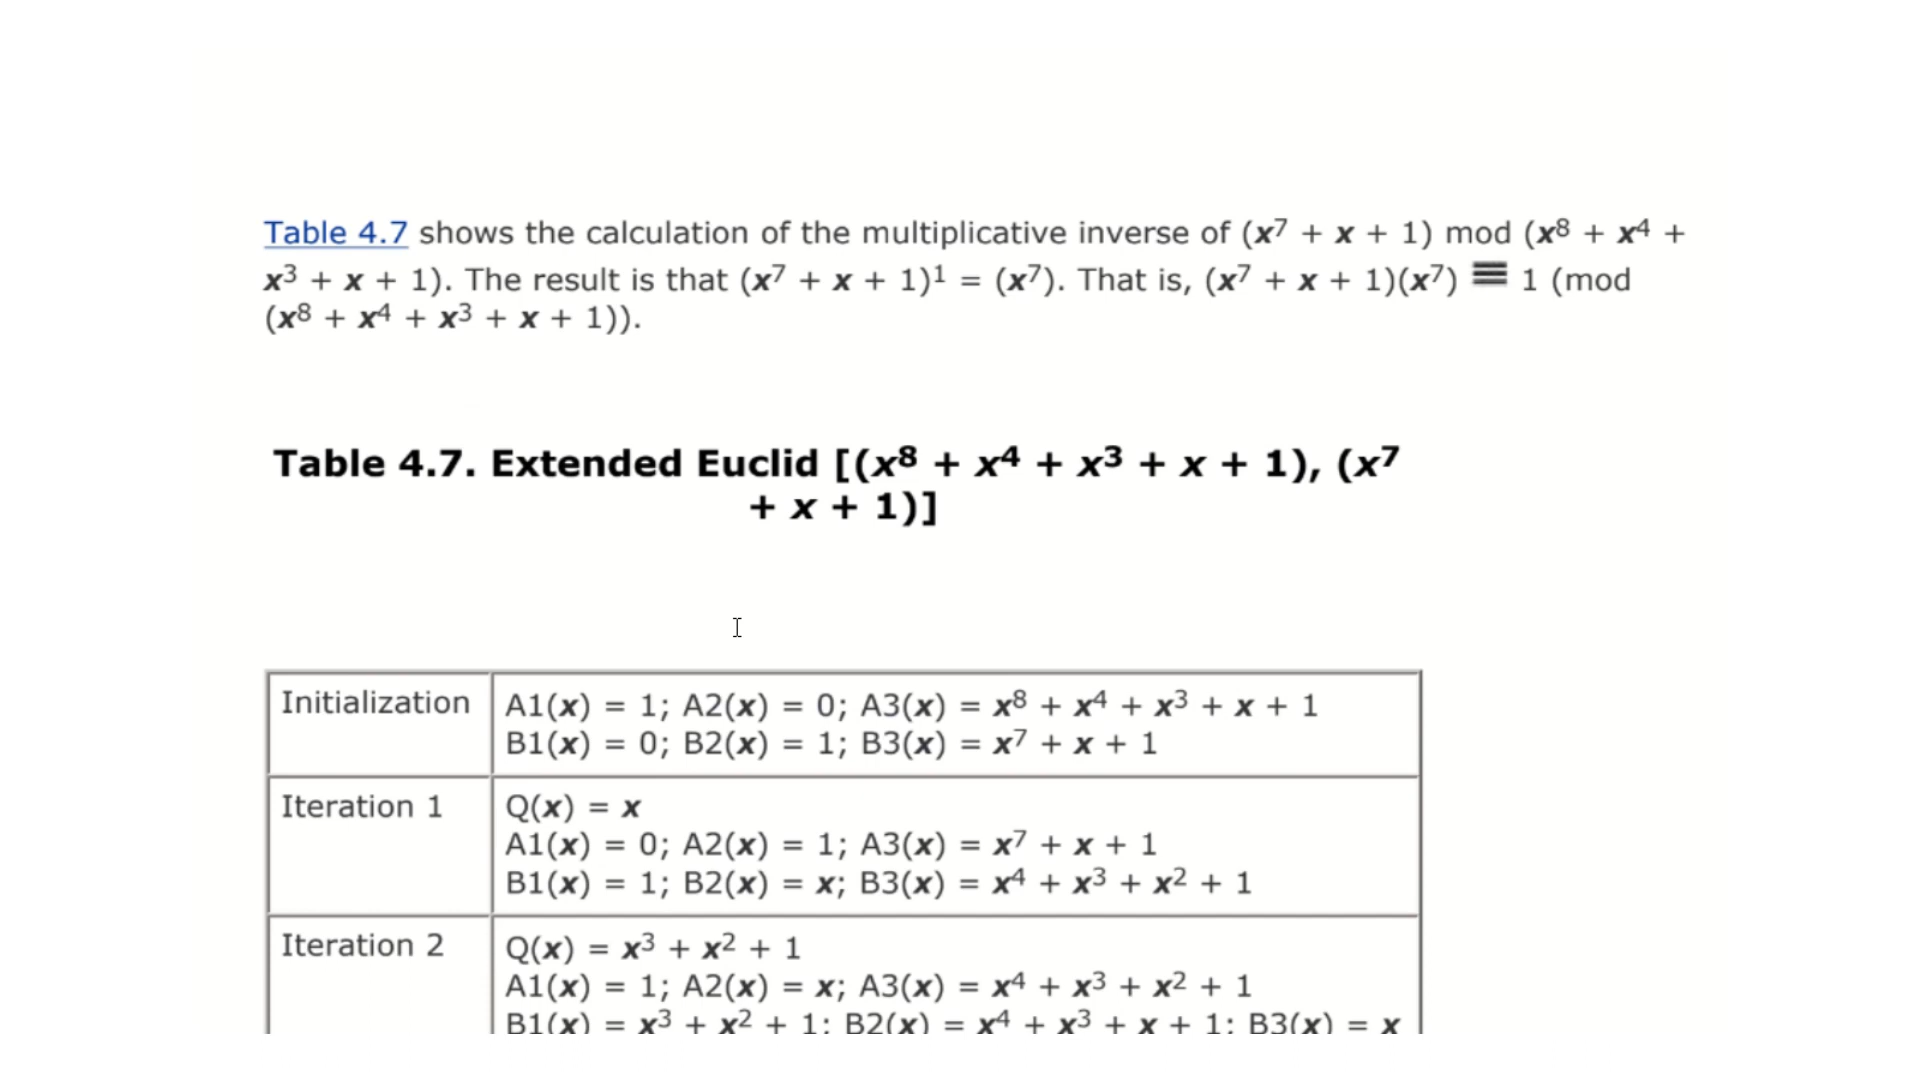 Table 4.7 shows the calculation of the multiplicative inverse of (x⁷ + x + 1) mod (x⁸ + x⁴ +
x³ + x + 1). The result is that (x⁷ + x + 1)¹ = (x⁷). That is, (x⁷ + x + 1)(x⁷) ≡ 1 (mod
(x⁸ + x⁴ + x³ + x + 1)).
Table 4.7. Extended Euclid [(x⁸ + x⁴ + x³ + x + 1), (x⁷
+ x + 1)]
Initialization
A1(x) = 1; A2(x) = 0; A3(x) = x⁸ + x⁴ + x³ + x + 1
B1(x) = 0; B2(x) = 1; B3(x) = x⁷ + x + 1
Iteration 1
Q(x) = x
A1(x) = 0; A2(x) = 1; A3(x) = x⁷ + x + 1
B1(x) = 1; B2(x) = x; B3(x) = x⁴ + x³ + x² + 1
Iteration 2
Q(x) = x³ + x² + 1
A1(x) = 1; A2(x) = x; A3(x) = x⁴ + x³ + x² + 1
B1(x) = x³ + x² + 1; B2(x) = x⁴ + x³ + x + 1; B3(x) = x